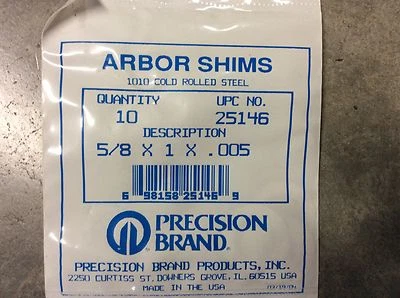 ARBOR SHIMS
1010 COLD ROLLED STEEL
QUANTITY UPC NO.
10 25146
DESCRIPTION
5/8 X 1 X .005
6 98158 25146 9
PRECISION
BRAND®
PRECISION BRAND PRODUCTS, INC.
2250 CURTISS ST. DOWNERS GROVE, IL. 60515 USA
MADE IN THE USA